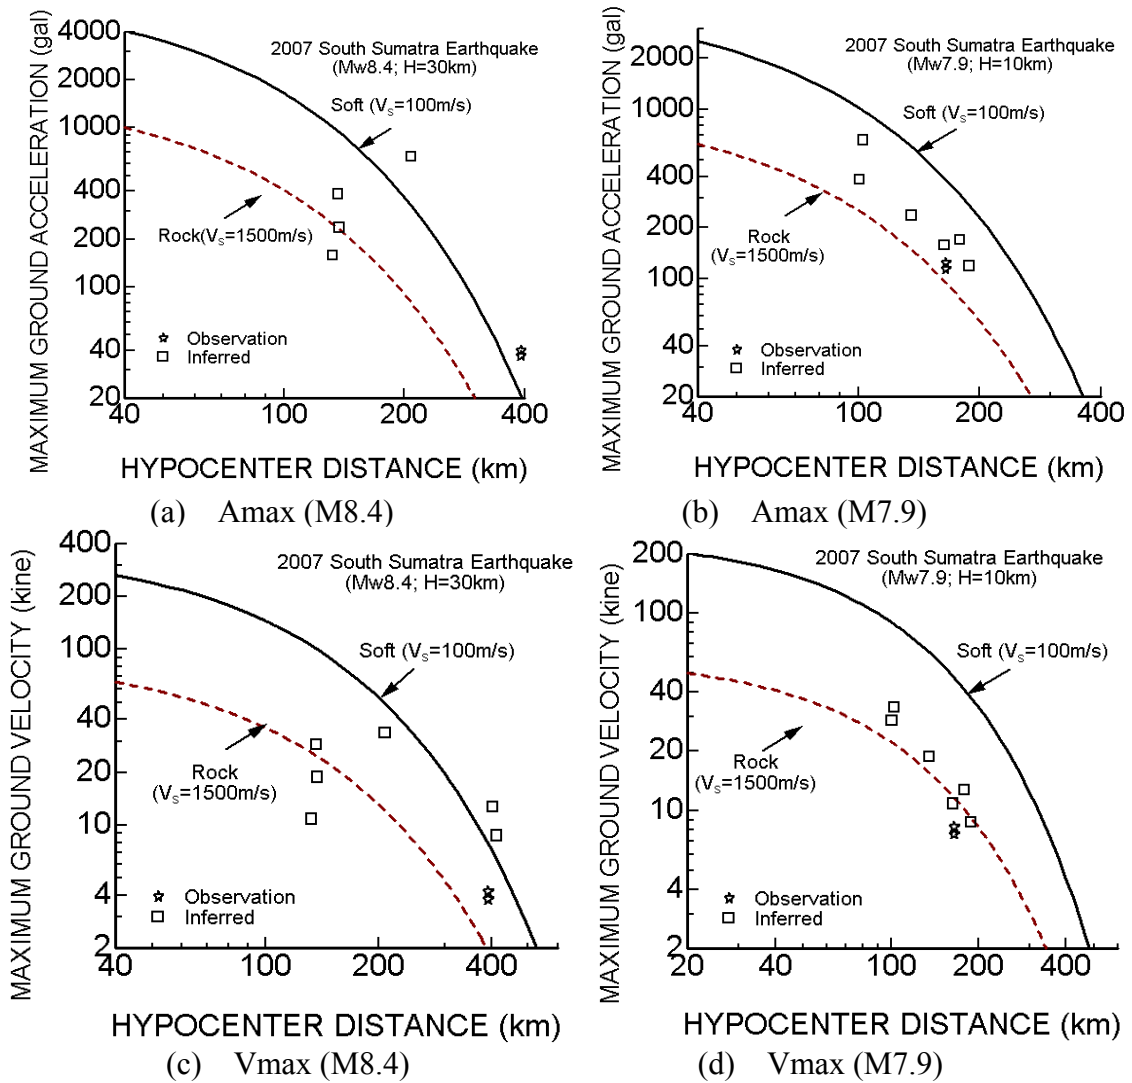 MAXIMUM GROUND ACCELERATION (gal)
4000
2000
1000
400
200
100
40
20
2007 South Sumatra Earthquake
(Mw8.4; H=30km)
Soft (VS=100m/s)
Rock(VS=1500m/s)
Observation
Inferred
40
100
200
400
HYPOCENTER DISTANCE (km)
(a) Amax (M8.4)
MAXIMUM GROUND ACCELERATION (gal)
2000
1000
400
200
100
40
20
2007 South Sumatra Earthquake
(Mw7.9; H=10km)
Soft (VS=100m/s)
Rock
(VS=1500m/s)
Observation
Inferred
40
100
200
400
HYPOCENTER DISTANCE (km)
(b) Amax (M7.9)
MAXIMUM GROUND VELOCITY (kine)
400
200
100
40
20
10
4
2
2007 South Sumatra Earthquake
(Mw8.4; H=30km)
Soft (VS=100m/s)
Rock
(VS=1500m/s)
Observation
Inferred
40
100
200
400
HYPOCENTER DISTANCE (km)
(c) Vmax (M8.4)
MAXIMUM GROUND VELOCITY (kine)
200
100
40
20
10
4
2
2007 South Sumatra Earthquake
(Mw7.9; H=10km)
Soft (VS=100m/s)
Rock
(VS=1500m/s)
Observation
Inferred
20
40
100
200
400
HYPOCENTER DISTANCE (km)
(d) Vmax (M7.9)